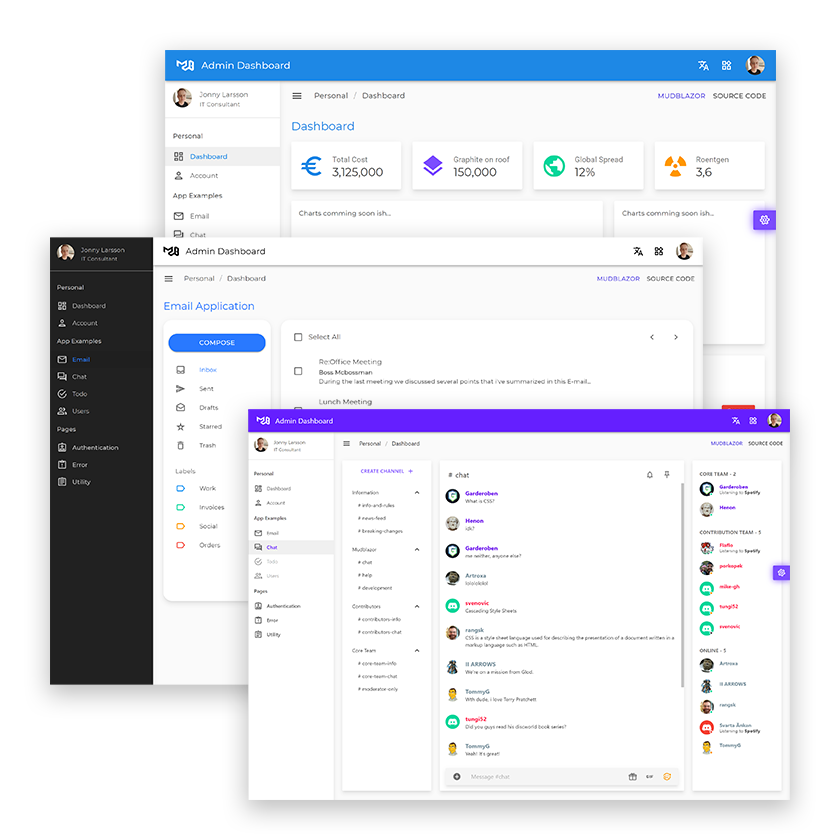 Admin Dashboard
Jonny Larsson
IT Consultant
Personal / Dashboard
MUDBLAZOR SOURCE CODE
Personal
Dashboard
Account
App Examples
Email
Chat
Dashboard
Total Cost
3,125,000
Graphite on roof
150,000
Global Spread
12%
Roentgen
3,6
Charts comming soon ish...
Charts comming soon ish...
Jonny Larsson
IT Consultant
Personal
Dashboard
Account
App Examples
Email
Chat
Todo
Users
Pages
Authentication
Error
Utility
Admin Dashboard
Personal / Dashboard
MUDBLAZOR SOURCE CODE
Email Application
COMPOSE
Inbox
Sent
Drafts
Starred
Trash
Labels
Work
Invoices
Social
Orders
Select All
Re:Office Meeting
Boss Mcbossman
During the last meeting we discussed several points that i've summarized in this E-mail...
Lunch Meeting
Admin Dashboard
Jonny Larsson
IT Consultant
Personal / Dashboard
MUDBLAZOR SOURCE CODE
Personal
Dashboard
Account
App Examples
Email
Chat
Todo
Users
Pages
Authentication
Error
Utility
CREATE CHANNEL +
Information
# info-and-rules
# news-feed
# breaking-changes
Mudblazor
# chat
# help
# development
Contributors
# contributors-info
# contributors-chat
Core Team
# core-team-info
# core-team-chat
# moderator-only
# chat
Garderoben
What is CSS?
Henon
idk?
Garderoben
me neither, anyone else?
Artroxa
lolololol!
svenovic
Cascading Style Sheets
rangsk
CSS is a style sheet language used for describing the presentation of a document written in a
markup language such as HTML.
II ARROWS
We're on a mission from Glod.
TommyG
Wth dude, i love Terry Pratchett
tungi52
Did you guys read his discworld book series?
TommyG
Yeah! It's great!
Message #chat
GIF
CORE TEAM - 2
Garderoben
Listening to Spotify
Henon
CONTRIBUTION TEAM - 5
floflo
Listening to Spotify
porkopek
mike-gh
tungi52
svenovic
ONLINE - 5
Artroxa
II ARROWS
rangsk
Svarte Änkan
Listening to Spotify
TommyG